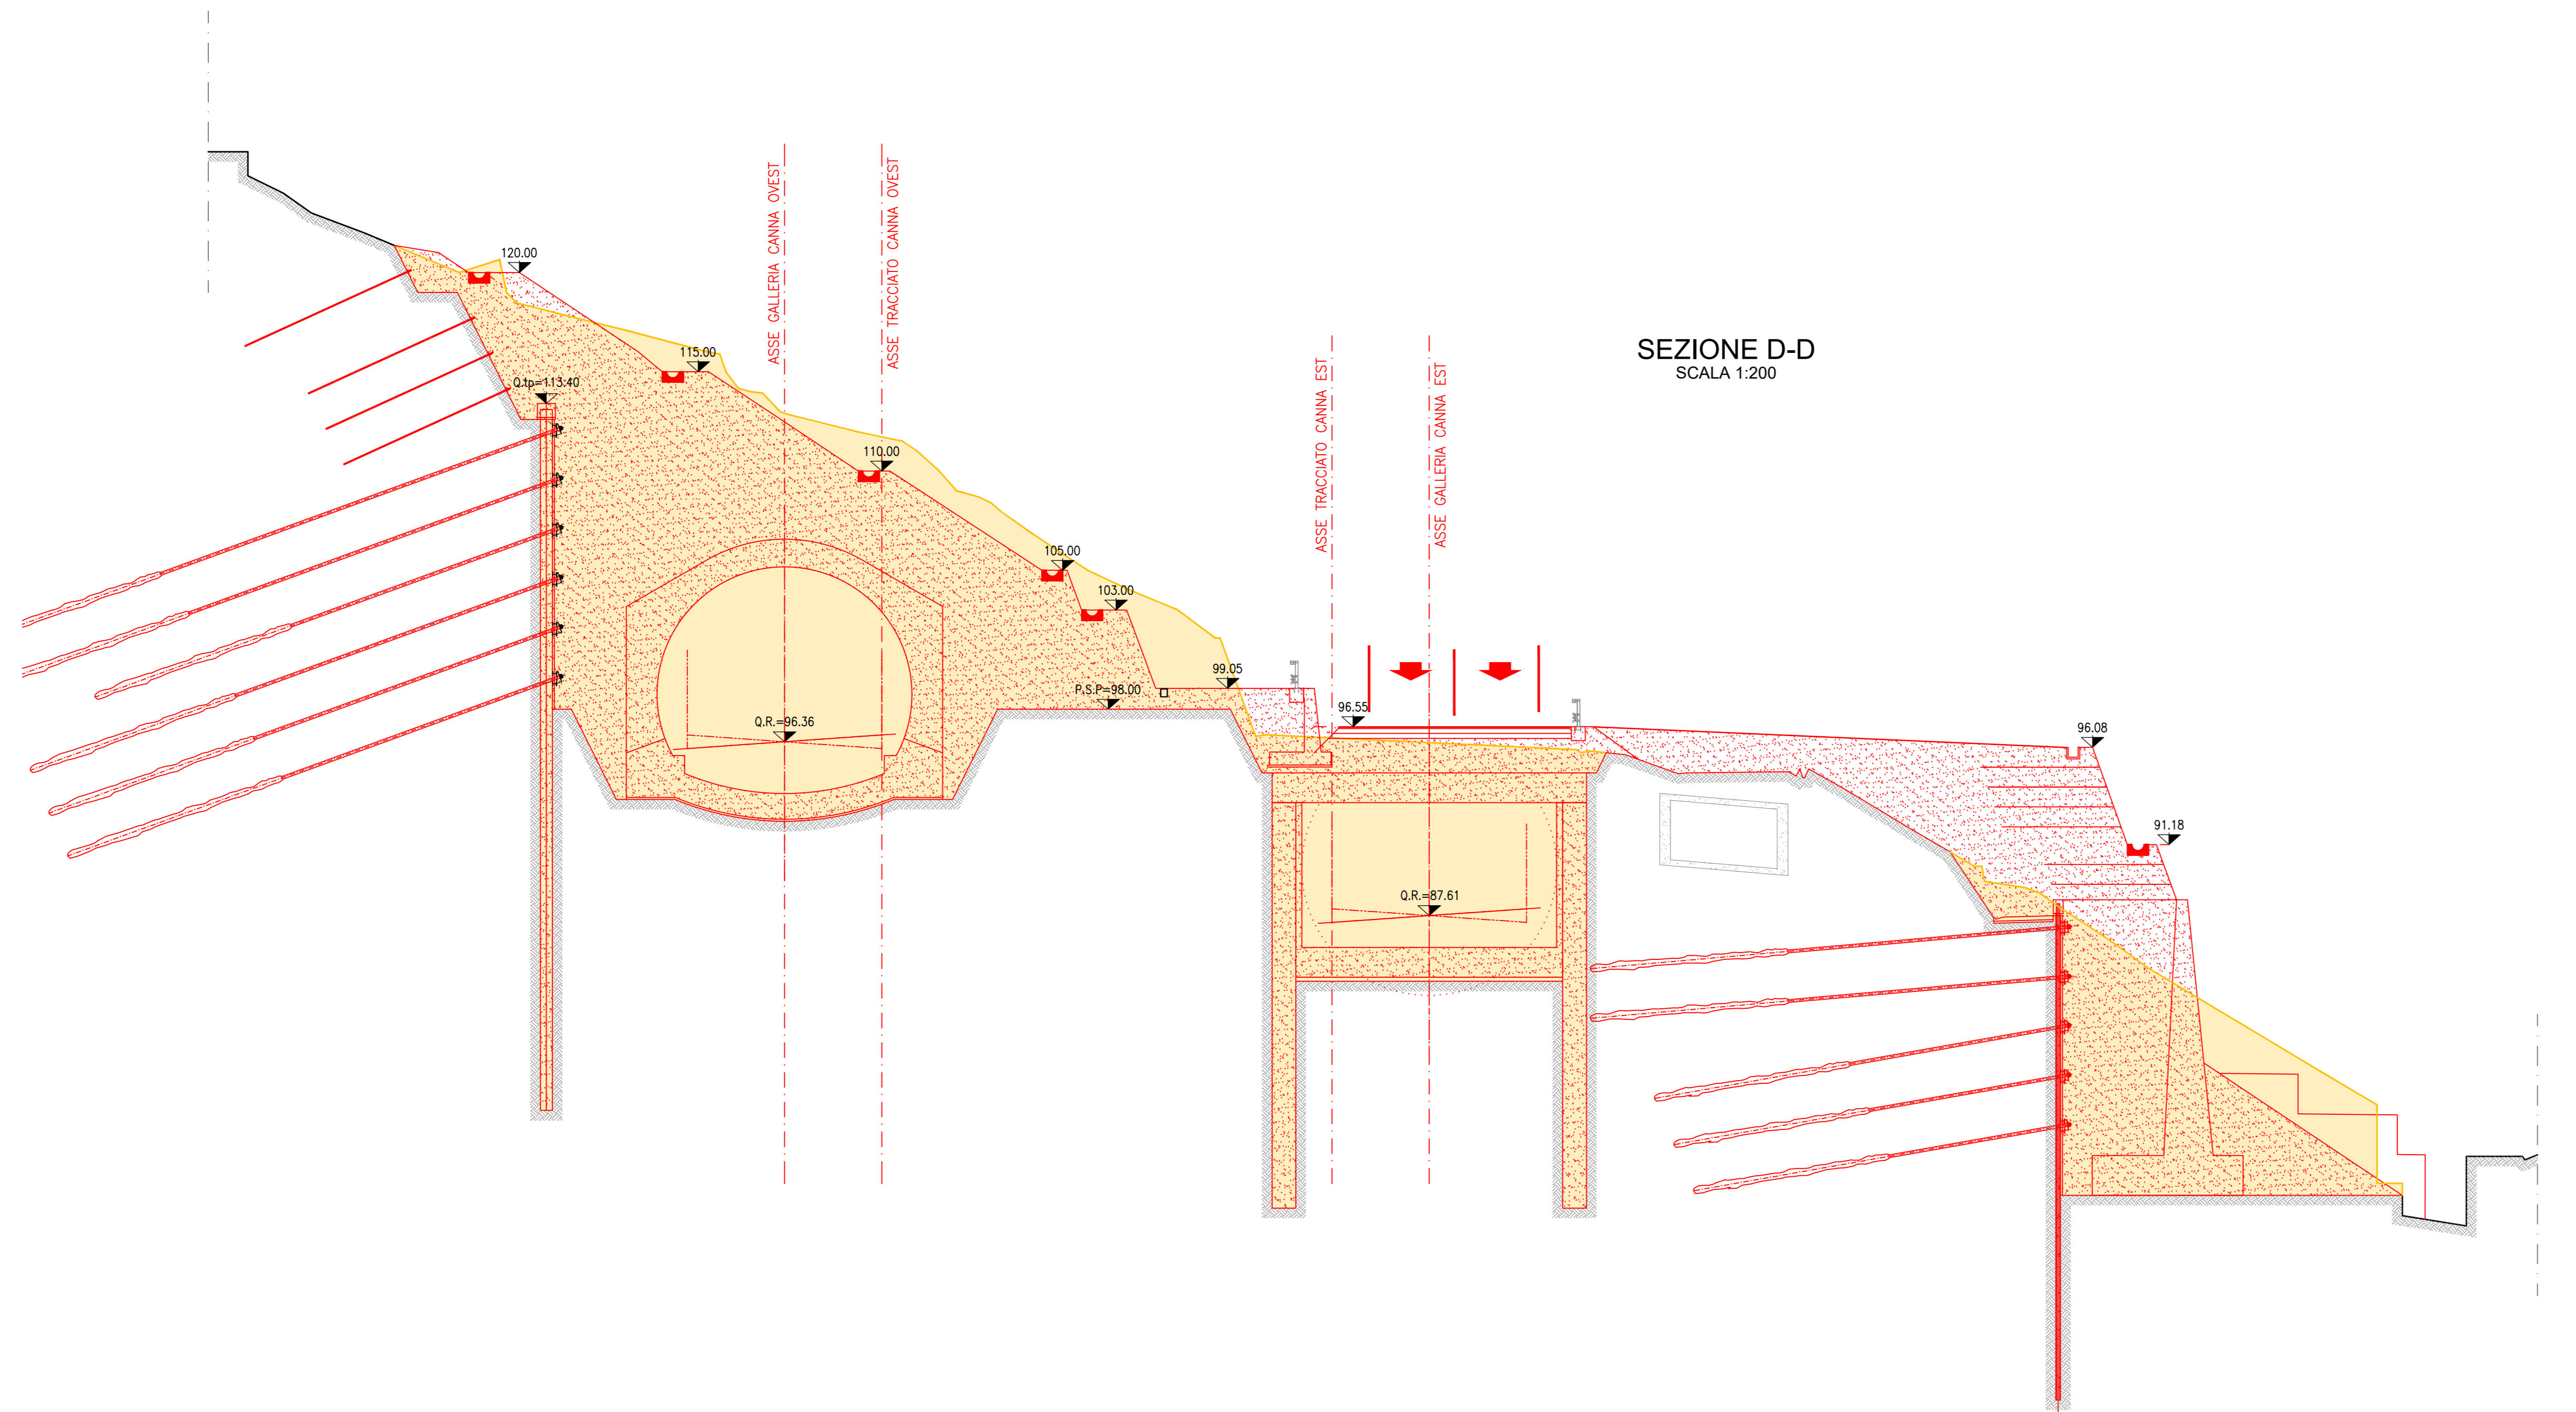 ASSE GALLERIA CANNA OVEST
ASSE TRACCIATO CANNA OVEST
120.00
SEZIONE D-D
SCALA 1:200
ASSE TRACCIATO CANNA EST
ASSE GALLERIA CANNA EST
115.00
Q.tp=113.40
110.00
105.00
103.00
99.05
P.S.P=98.00
96.55
Q.R.=96.36
96.08
91.18
Q.R.=87.61